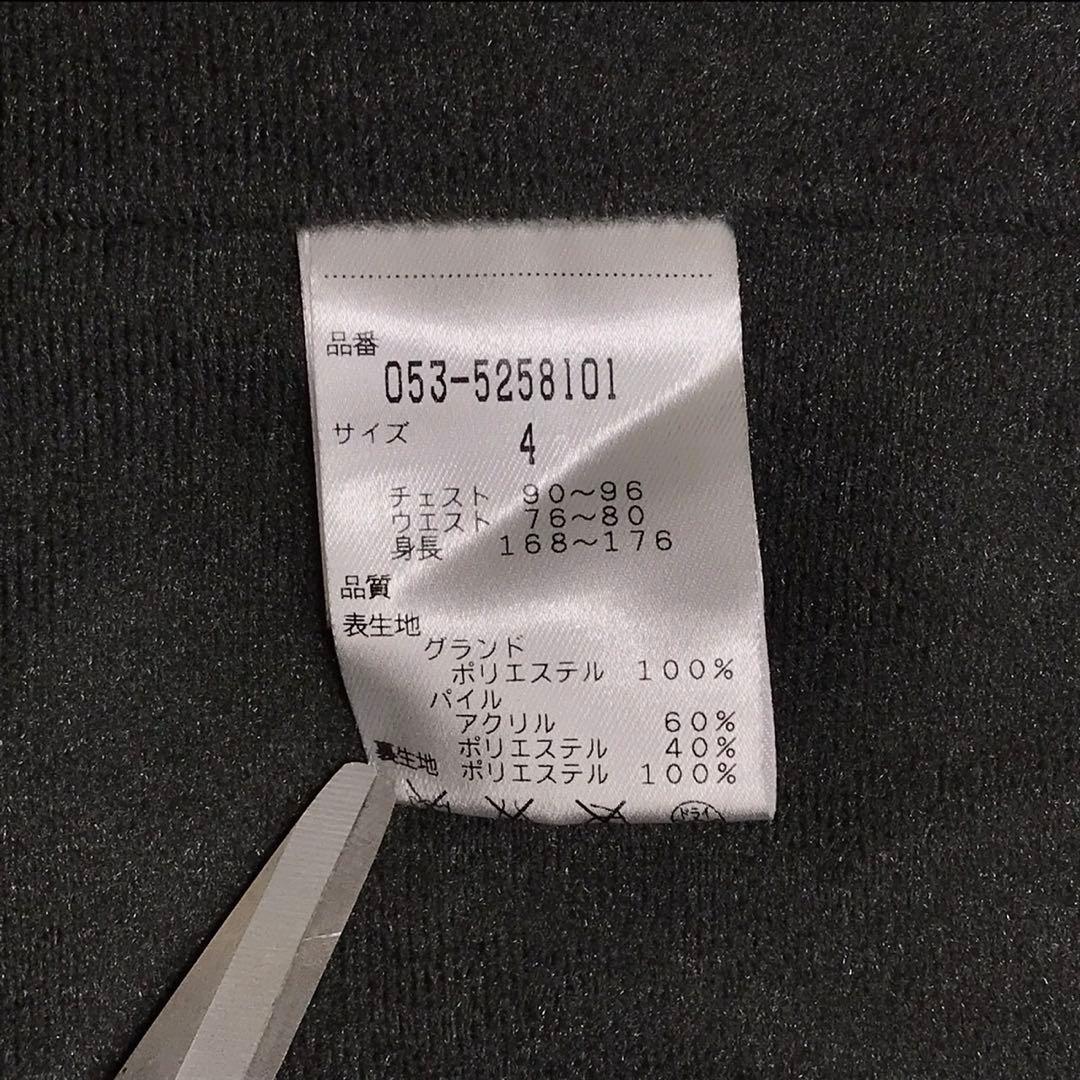 品番
053-5258101
サイズ 4
チェスト 90～96
ウエスト 76～80
身長 168～176
品質
表生地
グランド
ポリエステル 100%
パイル
アクリル 60%
ポリエステル 40%
裏生地 ポリエステル 100%
ドライ